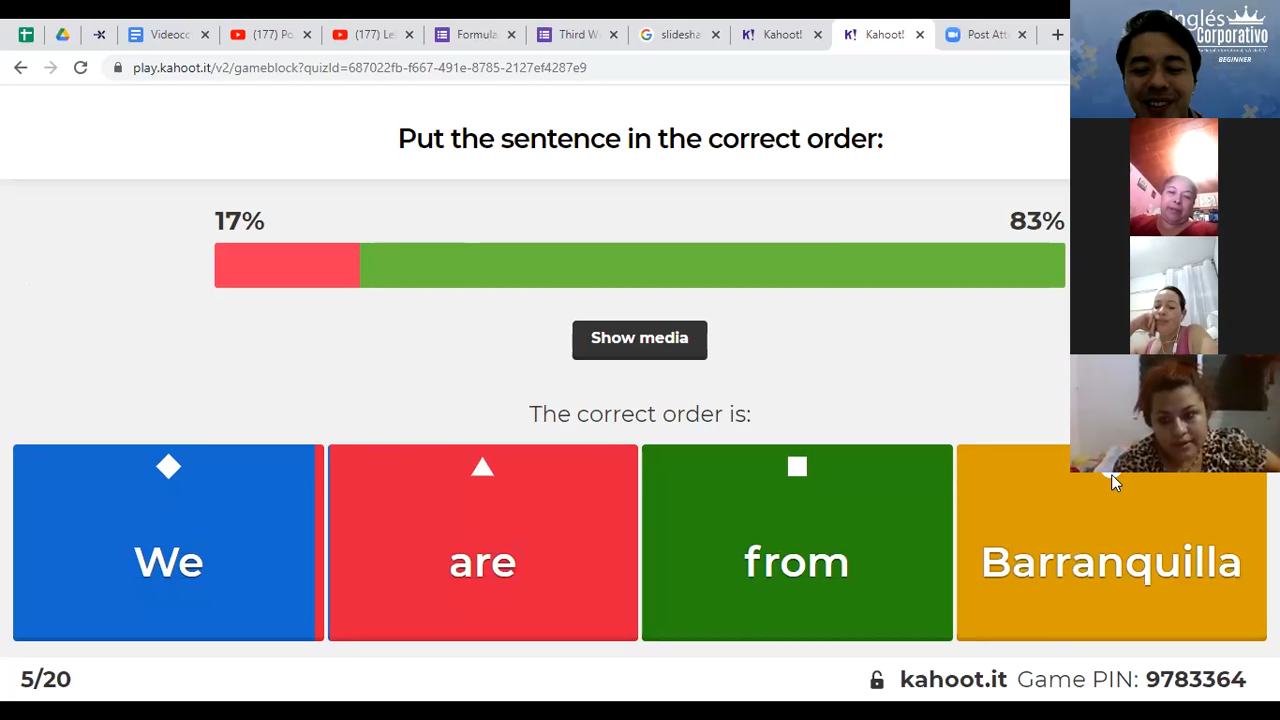 Videoco
(177) Po
(177) Le
Formula
Third W
slidesha
Kahoot!
Kahoot!
Post Att
play.kahoot.it/v2/gameblock?quizId=687022fb-f667-491e-8785-2127ef4287e9
Inglés
Corporativo
BEGINNER
Put the sentence in the correct order:
17%
83%
Show media
The correct order is:
We
are
from
Barranquilla
5/20
kahoot.it Game PIN: 9783364